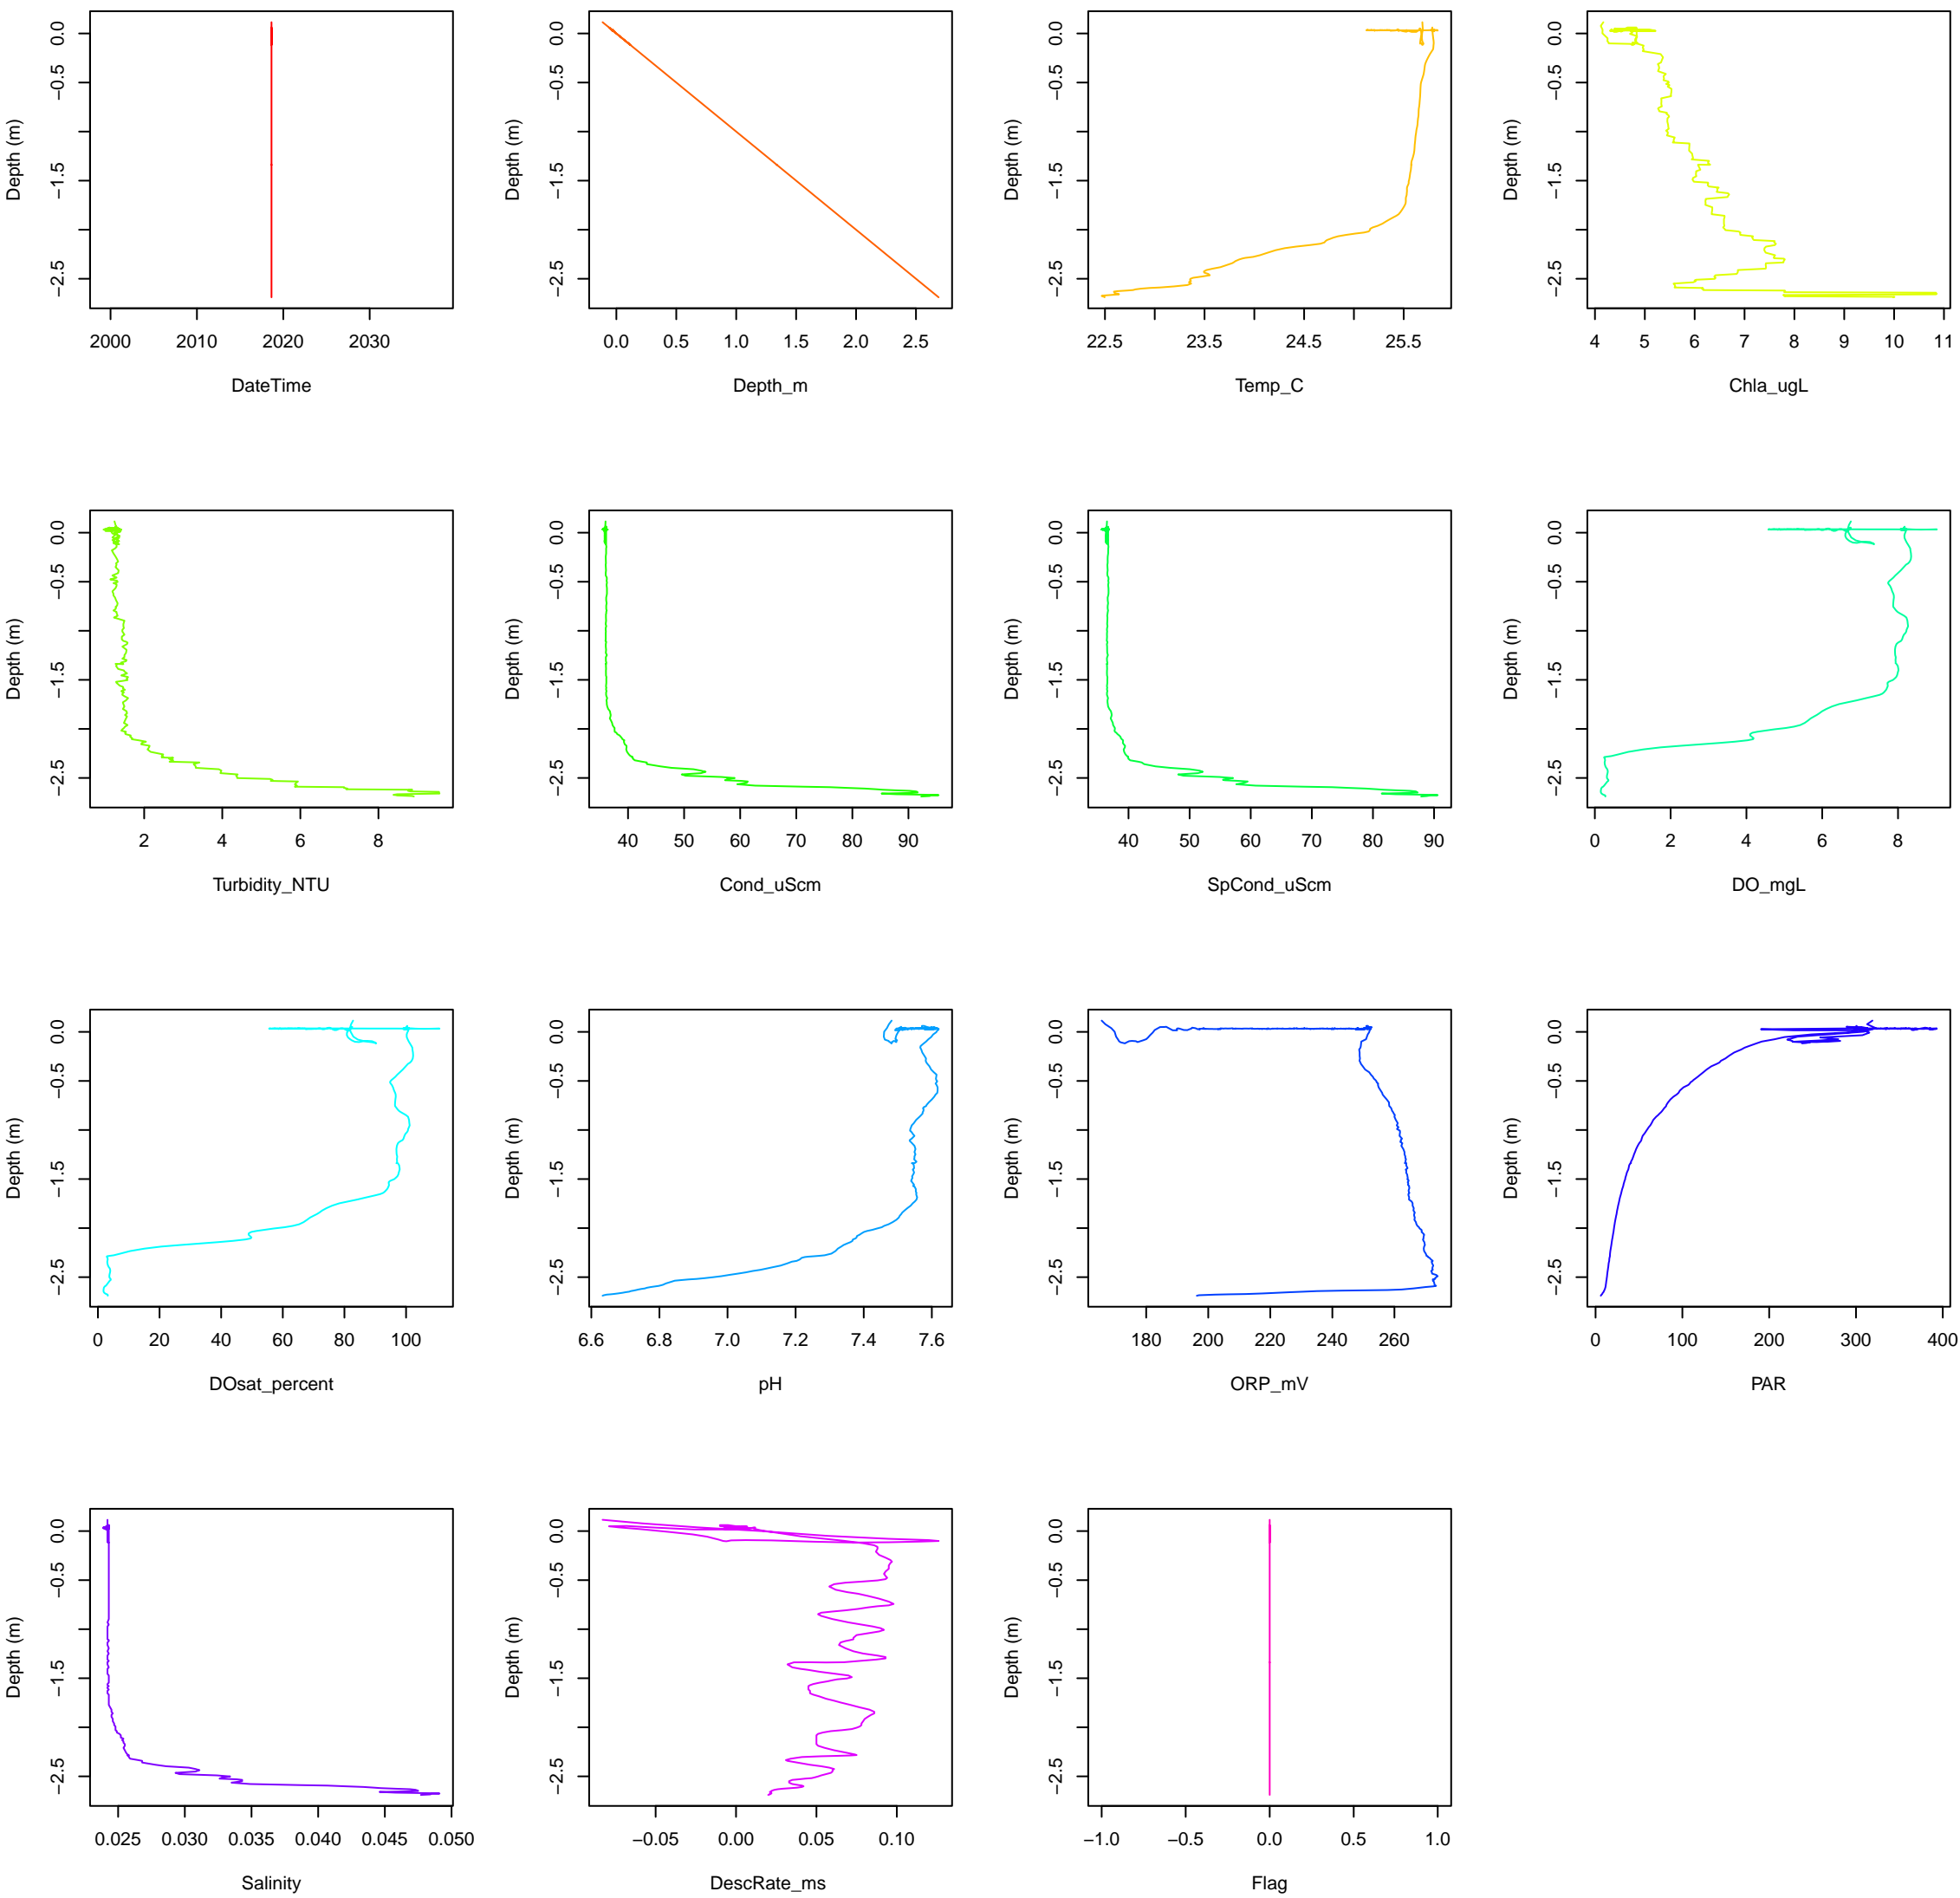 Depth (m)
0.0
−0.5
−1.5
−2.5
2000 2010 2020 2030
DateTime
Depth (m)
0.0
−0.5
−1.5
−2.5
0.0 0.5 1.0 1.5 2.0 2.5
Depth_m
Depth (m)
0.0
−0.5
−1.5
−2.5
22.5 23.5 24.5 25.5
Temp_C
Depth (m)
0.0
−0.5
−1.5
−2.5
4 5 6 7 8 9 10 11
Chla_ugL
Depth (m)
0.0
−0.5
−1.5
−2.5
2 4 6 8
Turbidity_NTU
Depth (m)
0.0
−0.5
−1.5
−2.5
40 50 60 70 80 90
Cond_uScm
Depth (m)
0.0
−0.5
−1.5
−2.5
40 50 60 70 80 90
SpCond_uScm
Depth (m)
0.0
−0.5
−1.5
−2.5
0 2 4 6 8
DO_mgL
Depth (m)
0.0
−0.5
−1.5
−2.5
0 20 40 60 80 100
DOsat_percent
Depth (m)
0.0
−0.5
−1.5
−2.5
6.6 6.8 7.0 7.2 7.4 7.6
pH
Depth (m)
0.0
−0.5
−1.5
−2.5
180 200 220 240 260
ORP_mV
Depth (m)
0.0
−0.5
−1.5
−2.5
0 100 200 300 400
PAR
Depth (m)
0.0
−0.5
−1.5
−2.5
0.025 0.030 0.035 0.040 0.045 0.050
Salinity
Depth (m)
0.0
−0.5
−1.5
−2.5
−0.05 0.00 0.05 0.10
DescRate_ms
Depth (m)
0.0
−0.5
−1.5
−2.5
−1.0 −0.5 0.0 0.5 1.0
Flag